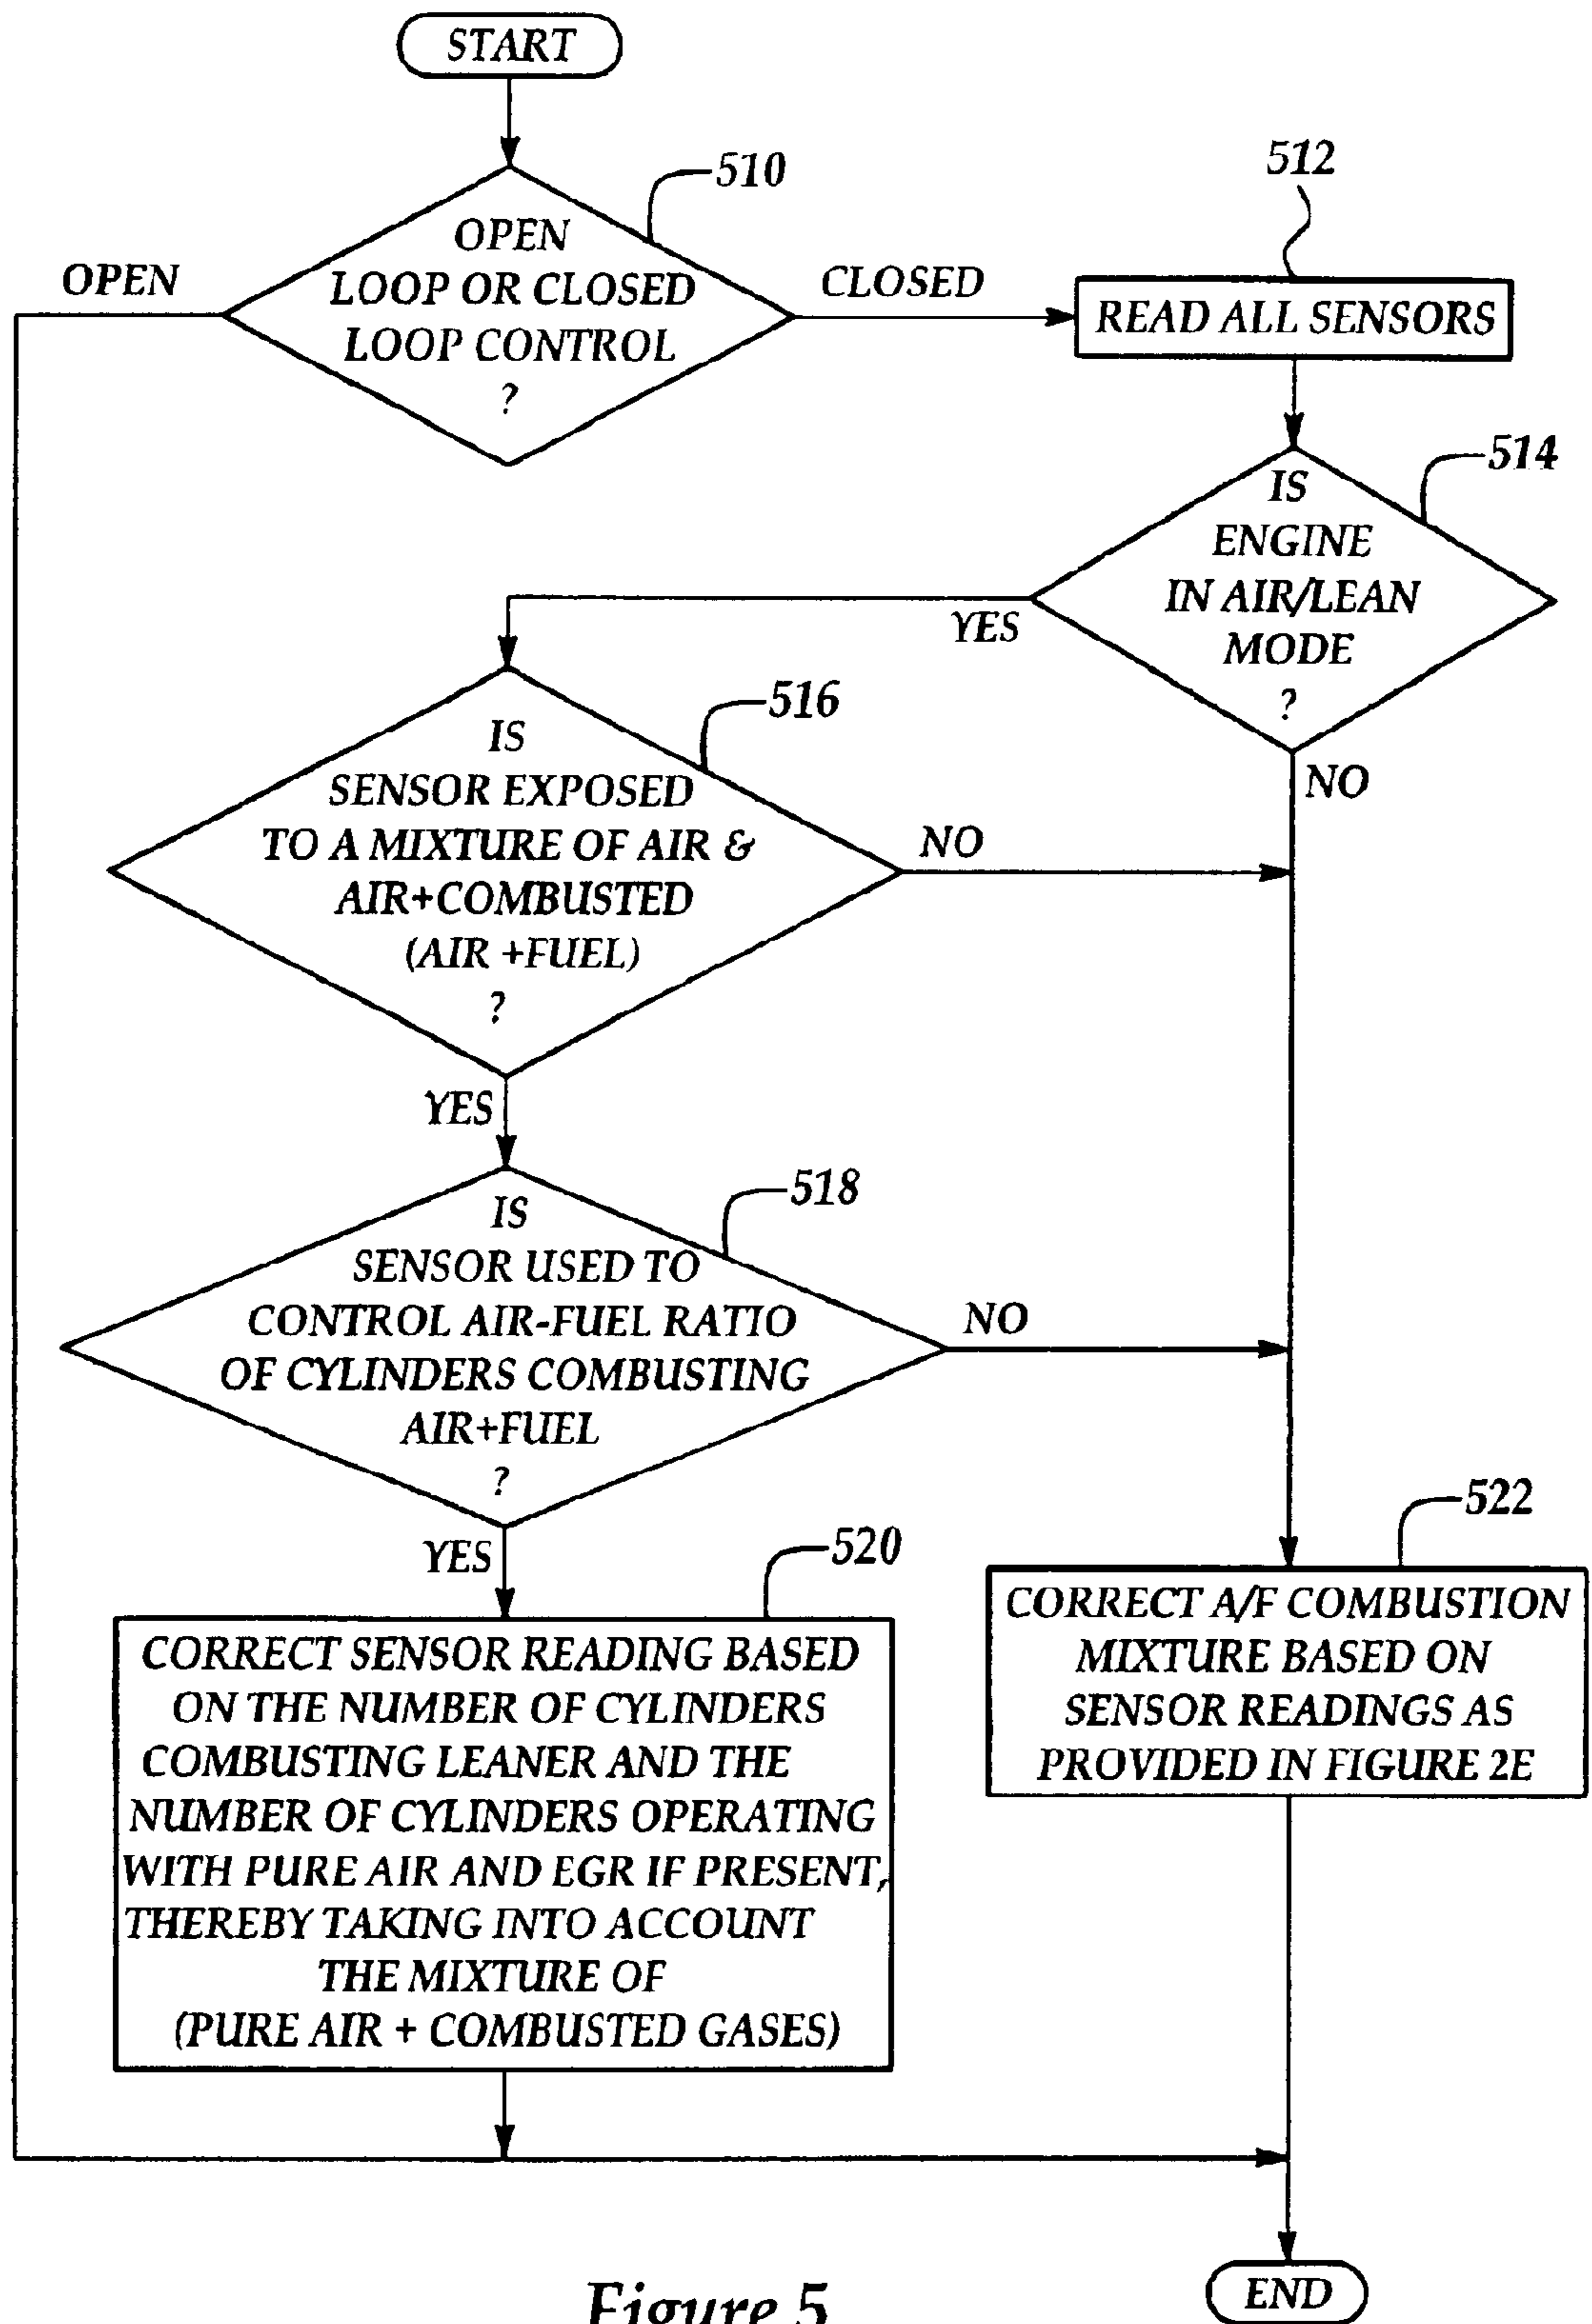 START
510
512
OPEN
LOOP OR CLOSED
LOOP CONTROL
?
OPEN
CLOSED
READ ALL SENSORS
514
IS
ENGINE
IN AIR/LEAN
MODE
?
YES
NO
516
IS
SENSOR EXPOSED
TO A MIXTURE OF AIR &
AIR+COMBUSTED
(AIR +FUEL)
?
NO
YES
518
IS
SENSOR USED TO
CONTROL AIR-FUEL RATIO
OF CYLINDERS COMBUSTING
AIR+FUEL
?
NO
YES
520
CORRECT SENSOR READING BASED
ON THE NUMBER OF CYLINDERS
COMBUSTING LEANER AND THE
NUMBER OF CYLINDERS OPERATING
WITH PURE AIR AND EGR IF PRESENT,
THEREBY TAKING INTO ACCOUNT
THE MIXTURE OF
(PURE AIR + COMBUSTED GASES)
522
CORRECT A/F COMBUSTION
MIXTURE BASED ON
SENSOR READINGS AS
PROVIDED IN FIGURE 2E
END
Figure 5